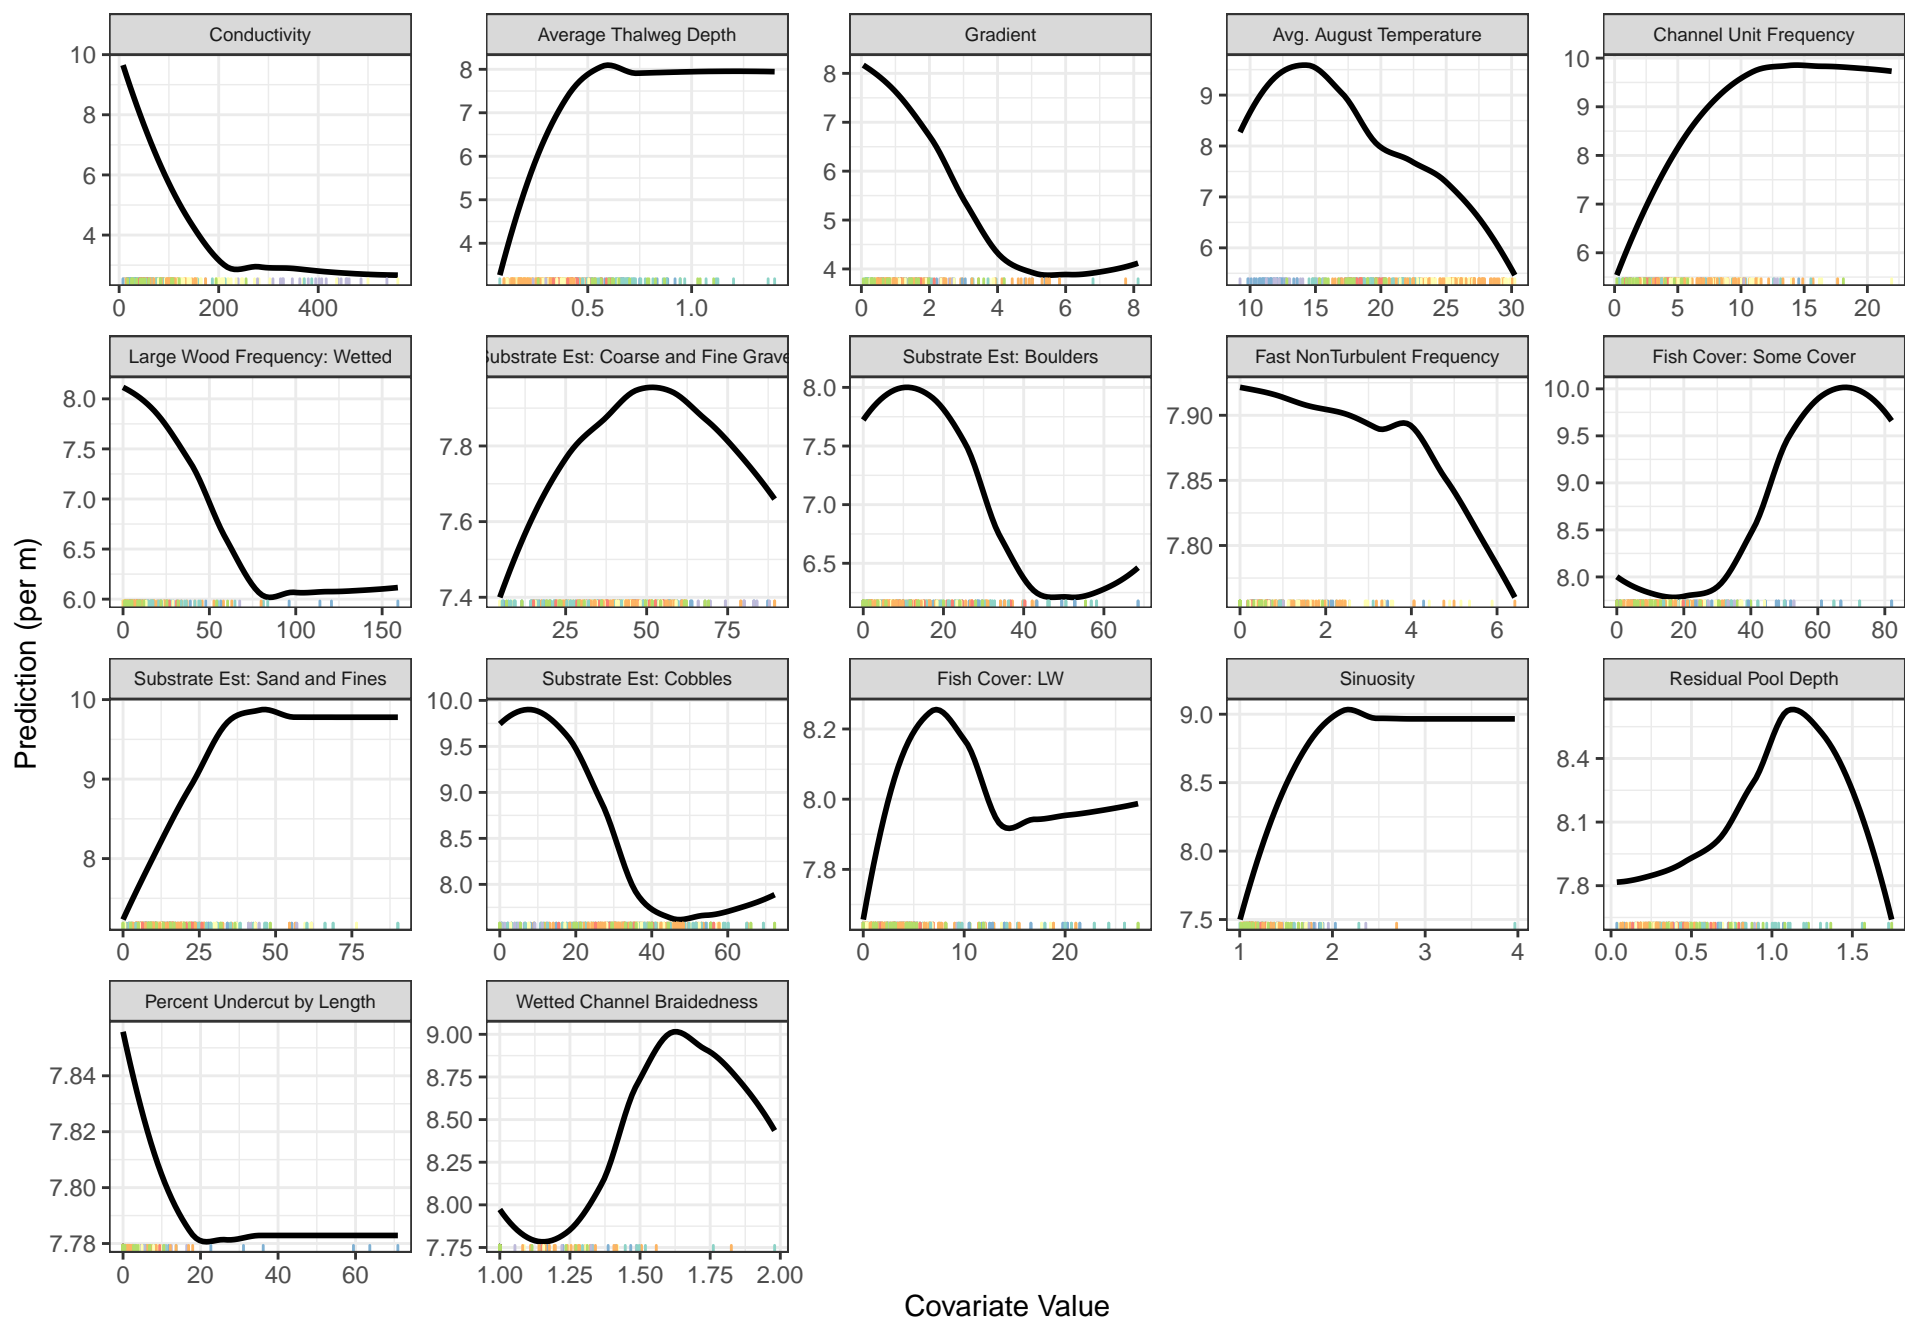 Conductivity
Average Thalweg Depth
Gradient
Avg. August Temperature
Channel Unit Frequency
10
8
6
4
0 200 400
8
7
6
5
4
0.5 1.0
8
7
6
5
4
0 2 4 6 8
9
8
7
6
10 15 20 25 30
10
9
8
7
6
0 5 10 15 20
Large Wood Frequency: Wetted
Substrate Est: Coarse and Fine Grave
Substrate Est: Boulders
Fast NonTurbulent Frequency
Fish Cover: Some Cover
8.0
7.5
7.0
6.5
6.0
0 50 100 150
7.8
7.6
7.4
25 50 75
8.0
7.5
7.0
6.5
0 20 40 60
7.90
7.85
7.80
0 2 4 6
10.0
9.5
9.0
8.5
8.0
0 20 40 60 80
Prediction (per m)
Substrate Est: Sand and Fines
Substrate Est: Cobbles
Fish Cover: LW
Sinuosity
Residual Pool Depth
10
9
8
0 25 50 75
10.0
9.5
9.0
8.5
8.0
0 20 40 60
8.2
8.0
7.8
0 10 20
9.0
8.5
8.0
7.5
1 2 3 4
8.4
8.1
7.8
0.0 0.5 1.0 1.5
Percent Undercut by Length
Wetted Channel Braidedness
7.84
7.82
7.80
7.78
0 20 40 60
9.00
8.75
8.50
8.25
8.00
7.75
1.00 1.25 1.50 1.75 2.00
Covariate Value